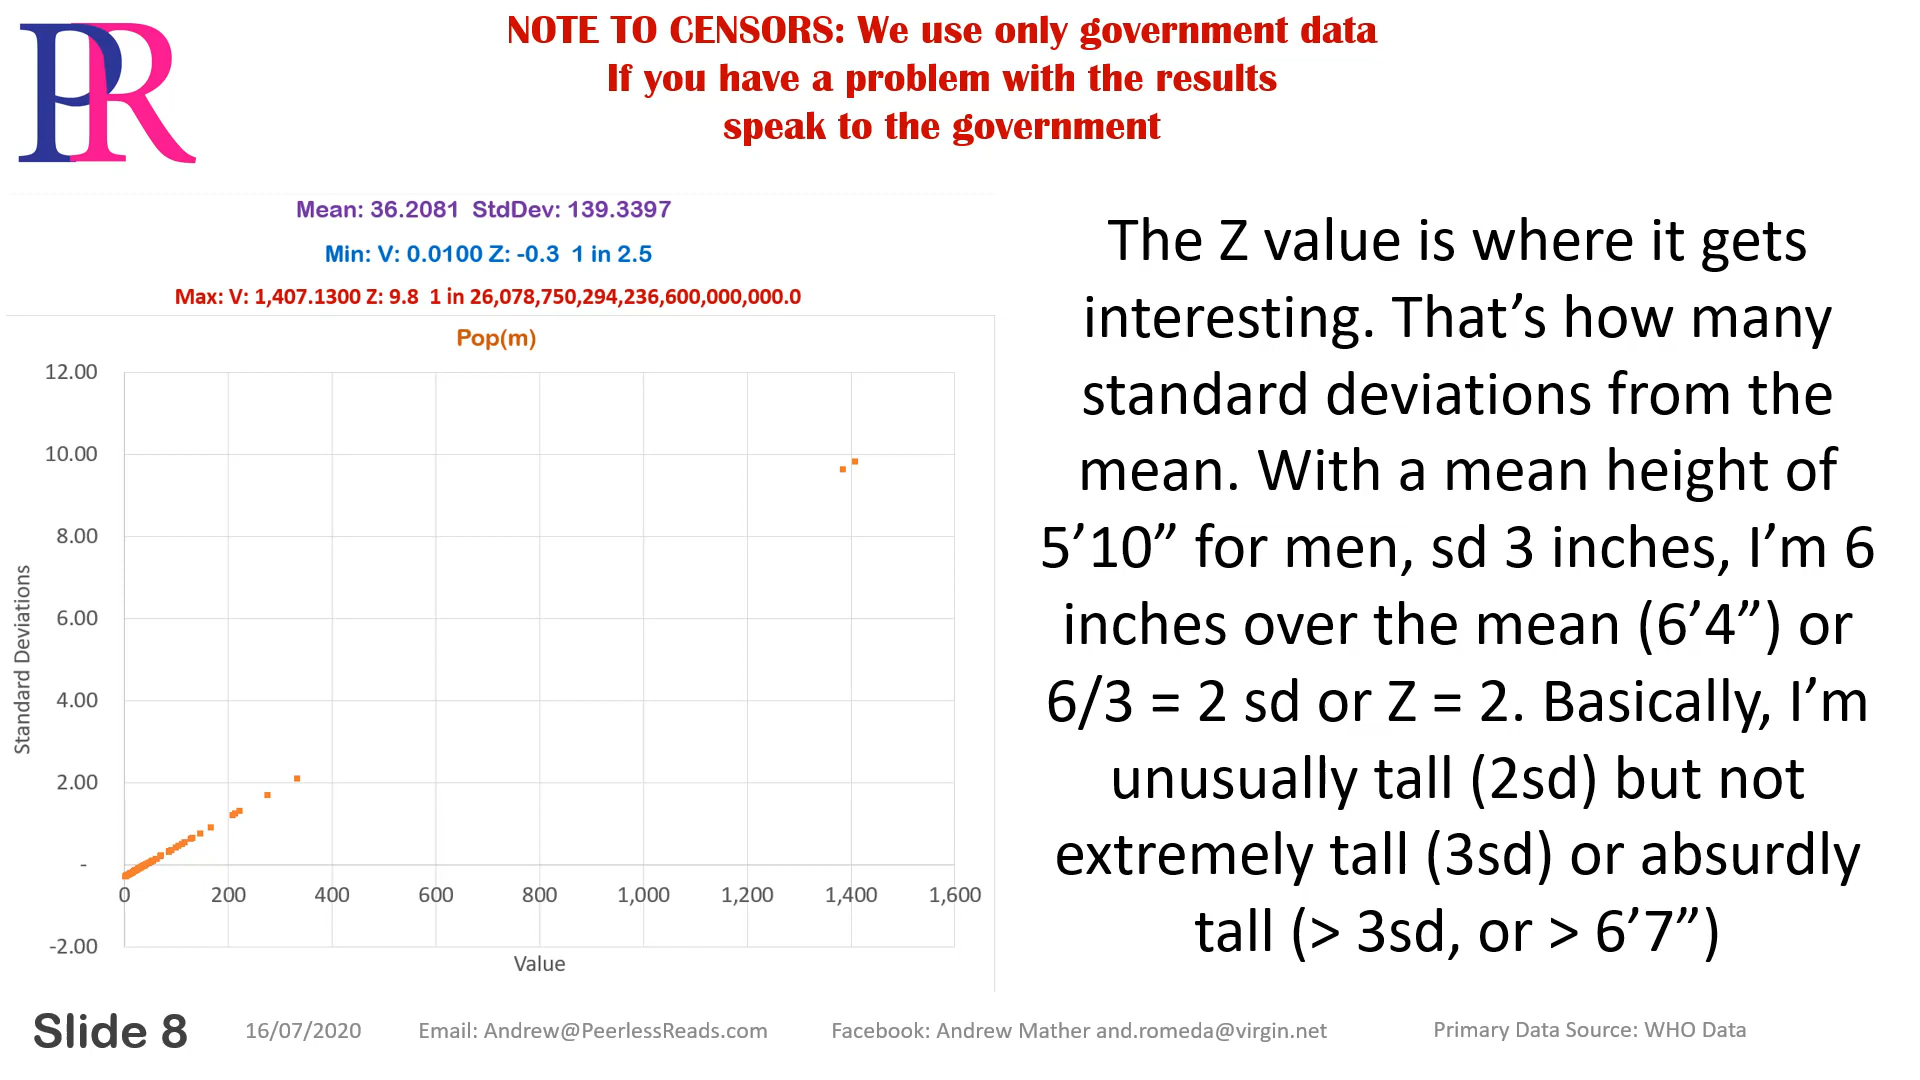 PR
NOTE TO CENSORS: We use only government data
If you have a problem with the results
speak to the government
Mean: 36.2081 StdDev: 139.3397
Min: V: 0.0100 Z: -0.3 1 in 2.5
Max: V: 1,407.1300 Z: 9.8 1 in 26,078,750,294,236,600,000,000.0
Pop(m)
12.00
10.00
8.00
6.00
4.00
2.00
-
-2.00
Standard Deviations
0 200 400 600 800 1,000 1,200 1,400 1,600
Value
The Z value is where it gets
interesting. That’s how many
standard deviations from the
mean. With a mean height of
5’10” for men, sd 3 inches, I’m 6
inches over the mean (6’4”) or
6/3 = 2 sd or Z = 2. Basically, I’m
unusually tall (2sd) but not
extremely tall (3sd) or absurdly
tall (> 3sd, or > 6’7”)
Slide 8 16/07/2020 Email: Andrew@PeerlessReads.com Facebook: Andrew Mather and.romeda@virgin.net Primary Data Source: WHO Data